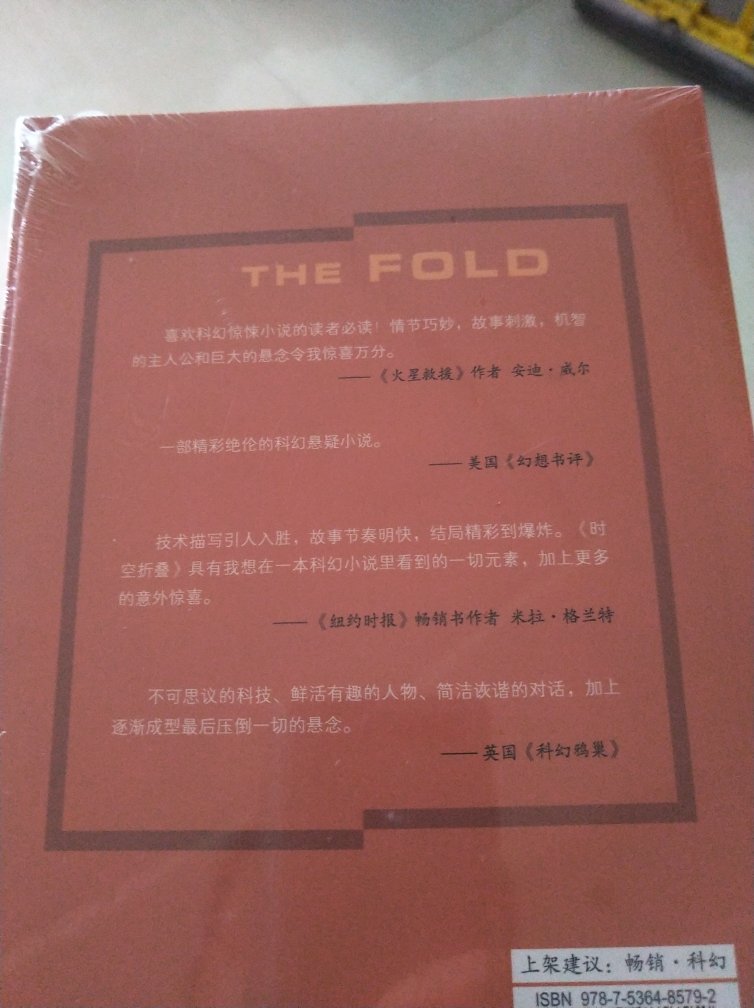 THE FOLD
喜欢科幻惊悚小说的读者必读！情节巧妙，故事刺激，机智
的主人公和巨大的悬念令我惊喜万分。
——《火星救援》作者 安迪·威尔
一部精彩绝伦的科幻悬疑小说。
——美国《幻想书评》
技术描写引人入胜，故事节奏明快，结局精彩到爆炸。《时
空折叠》具有我想在一本科幻小说里看到的一切元素，加上更多
的意外惊喜。
——《纽约时报》畅销书作者 米拉·格兰特
不可思议的科技、鲜活有趣的人物、简洁诙谐的对话，加上
逐渐成型最后压倒一切的悬念。
——英国《科幻鸦巢》
上架建议：畅销·科幻
ISBN 978-7-5364-8579-2